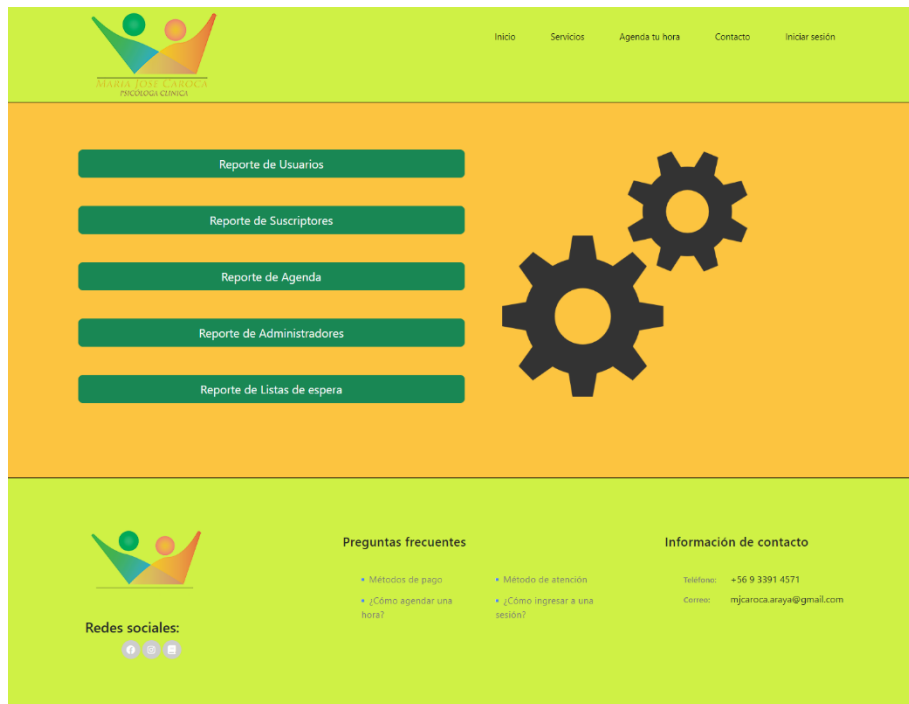 Inicio Servicios Agenda tu hora Contacto Iniciar sesión
MARIA JOSE CAROCA
PSICOLOGA CLINICA
Reporte de Usuarios
Reporte de Suscriptores
Reporte de Agenda
Reporte de Administradores
Reporte de Listas de espera
Redes sociales:
Preguntas frecuentes
Métodos de pago
¿Cómo agendar una
hora?
Método de atención
¿Cómo ingresar a una
sesión?
Información de contacto
Teléfono: +56 9 3391 4571
Correo: mjcaroca.araya@gmail.com